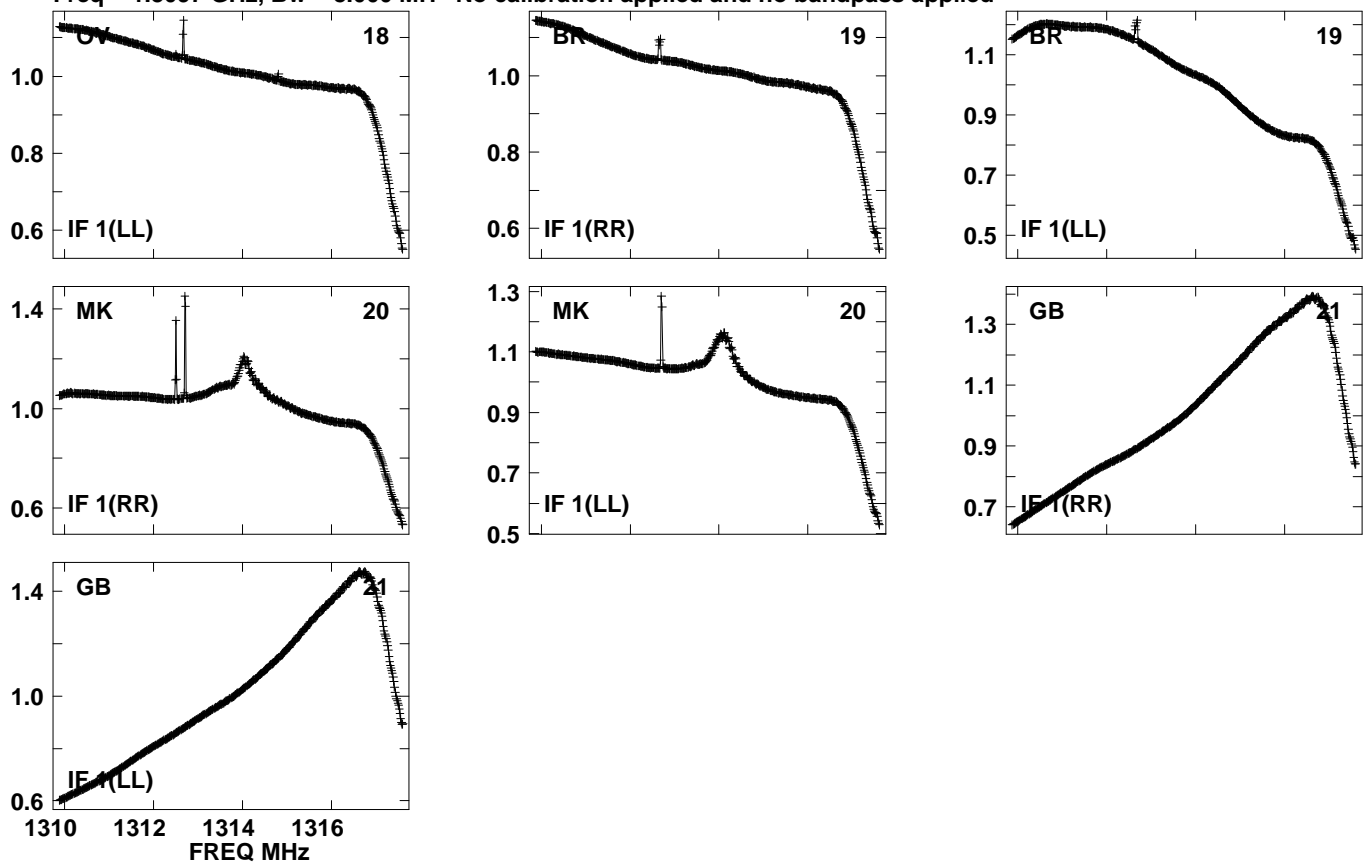 No calibration applied and no bandpass applied
OV 18
1.0
0.8
0.6
IF 1(LL)
BR 19
1.0
0.8
0.6
IF 1(RR)
BR 19
1.2
0.9
0.7
0.5
IF 1(LL)
MK 20
1.4
1.0
0.6
IF 1(RR)
MK 20
1.3
1.1
0.9
0.7
0.5
IF 1(LL)
GB 21
1.3
1.1
0.9
0.7
IF 1(RR)
GB 21
1.4
1.0
0.6
IF 1(LL)
1310 1312 1314 1316
FREQ MHz